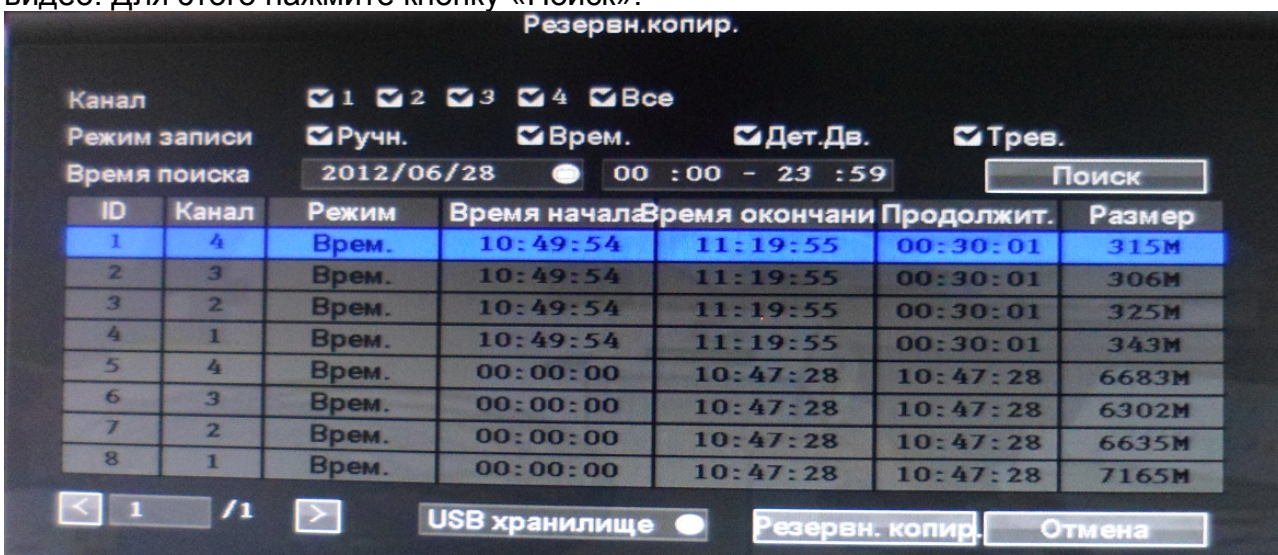 видео. Для этого нажмите кнопку «Поиск».
Резервн.копир.
Канал 1 2 3 4 Все
Режим записи Ручн. Врем. Дет.Дв. Трев.
Время поиска 2012/06/28 00 :00 - 23 :59 Поиск
ID Канал Режим Время начала Время окончани Продолжит. Размер
1 4 Врем. 10:49:54 11:19:55 00:30:01 315M
2 3 Врем. 10:49:54 11:19:55 00:30:01 306M
3 2 Врем. 10:49:54 11:19:55 00:30:01 325M
4 1 Врем. 10:49:54 11:19:55 00:30:01 343M
5 4 Врем. 00:00:00 10:47:28 10:47:28 6683M
6 3 Врем. 00:00:00 10:47:28 10:47:28 6302M
7 2 Врем. 00:00:00 10:47:28 10:47:28 6635M
8 1 Врем. 00:00:00 10:47:28 10:47:28 7165M
< 1 /1 > USB хранилище Резервн. копир. Отмена